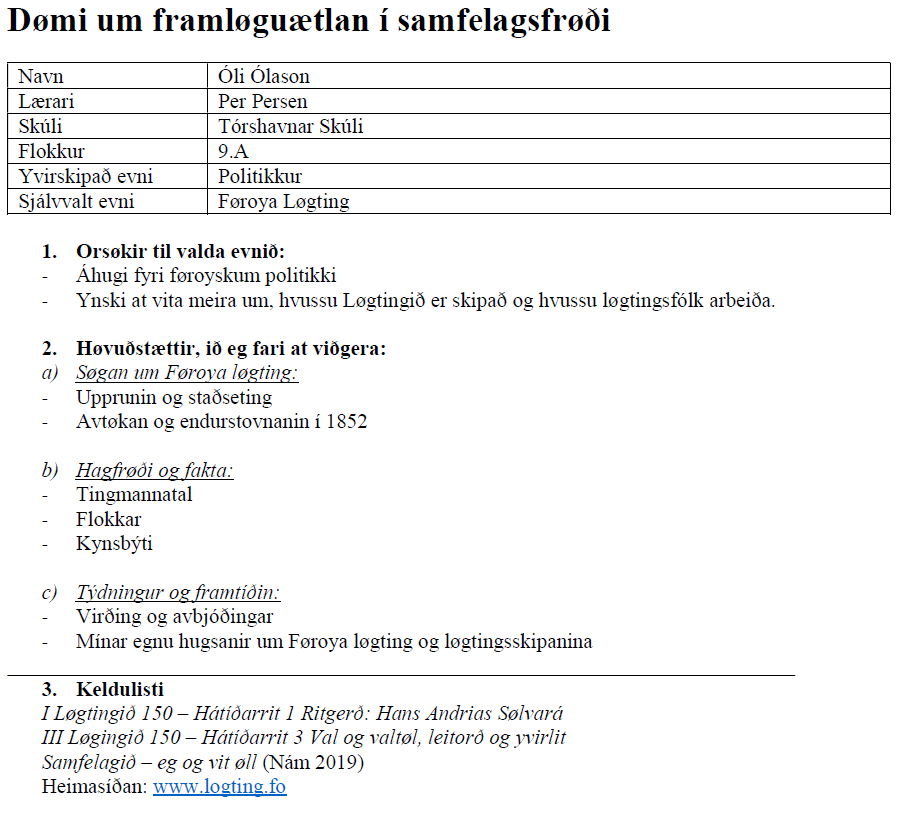 Dømi um framløguætlan í samfelagsfrøði
Navn Óli Ólason
Lærari Per Persen
Skúli Tórshavnar Skúli
Flokkur 9.A
Yvirskipað evni Politikkur
Sjálvvalt evni Føroya Løgting
1. Orsøkir til valda evnið:
- Áhugi fyri føroyskum politikki
- Ynski at vita meira um, hvussu Løgtingið er skipað og hvussu løgtingsfólk arbeiða.
2. Høvuðstættir, ið eg fari at viðgera:
a) Søgan um Føroya løgting:
- Upprunin og staðseting
- Avtøkan og endurstovnanin í 1852
b) Hagfrøði og fakta:
- Tingmannatal
- Flokkar
- Kynsbýti
c) Týdningur og framtíðin:
- Virðing og avbjóðingar
- Mínar egnu hugsanir um Føroya løgting og løgtingsskipanina
3. Keldulisti
I Løgtingið 150 – Hátíðarrit 1 Ritgerð: Hans Andrias Sølvará
III Løgingið 150 – Hátíðarrit 3 Val og valtøl, leitorð og yvirlit
Samfelagið – eg og vit øll (Nám 2019)
Heimasíðan: www.logting.fo